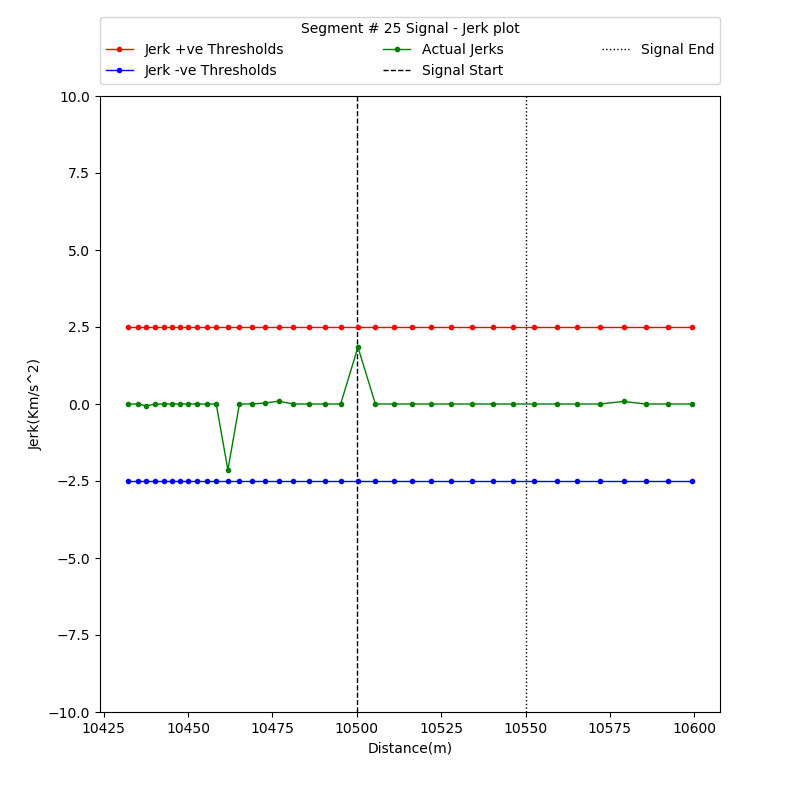 Segment # 25 Signal - Jerk plot
Jerk +ve Thresholds
Jerk -ve Thresholds
Actual Jerks
Signal Start
Signal End
10.0
7.5
5.0
2.5
0.0
−2.5
−5.0
−7.5
−10.0
Jerk(Km/s^2)
10425 10450 10475 10500 10525 10550 10575 10600
Distance(m)